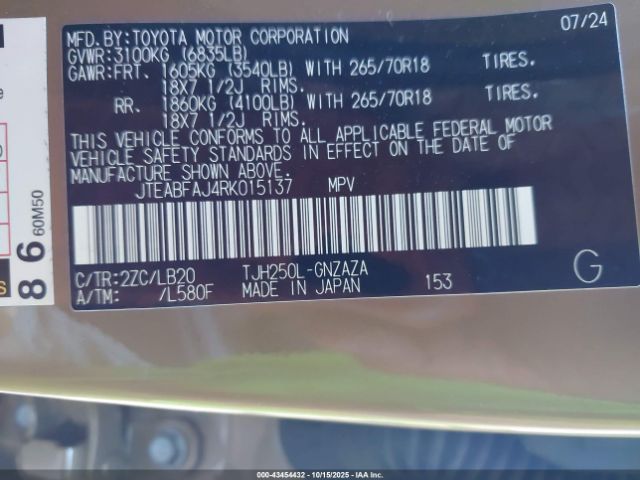 MFD.BY:TOYOTA MOTOR CORPORATION 07/24
GVWR:3100KG (6835LB)
GAWR:FRT. 1605KG (3540LB) WITH 265/70R18 TIRES.
18X7 1/2J RIMS.
RR. 1860KG (4100LB) WITH 265/70R18 TIRES.
18X7 1/2J RIMS.
THIS VEHICLE CONFORMS TO ALL APPLICABLE FEDERAL MOTOR
VEHICLE SAFETY STANDARDS IN EFFECT ON THE DATE OF
MANUFACTURE SHOWN ABOVE.
JTEABFAJ4RK015137 MPV
C/TR:2ZC/LB20 TJH250L-GNZAZA
A/TM: /L580F MADE IN JAPAN 153
G
86
60M50
000-43454432 - 10/15/2025 - IAA Inc.